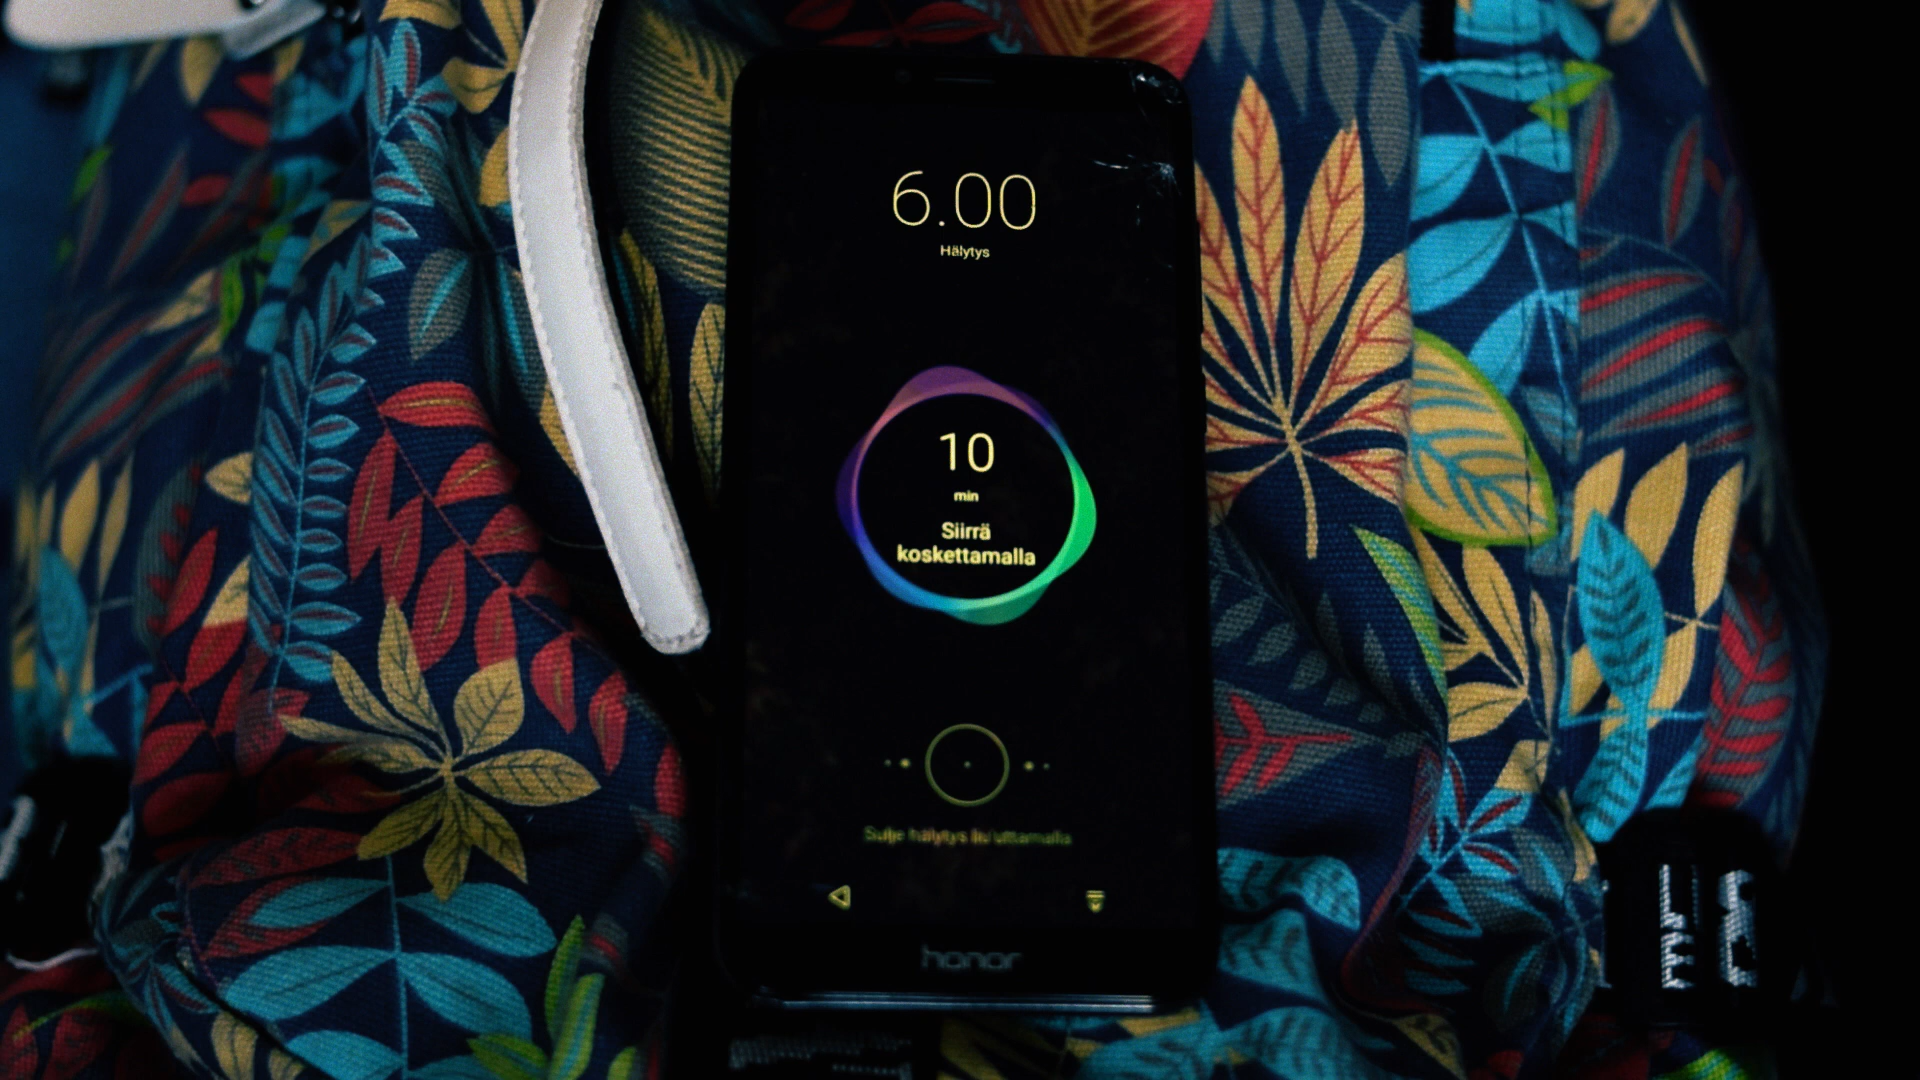 6.00
Hälytys
10
min
Siirrä
koskettamalla
Sulje hälytys liu'uttamalla
honor